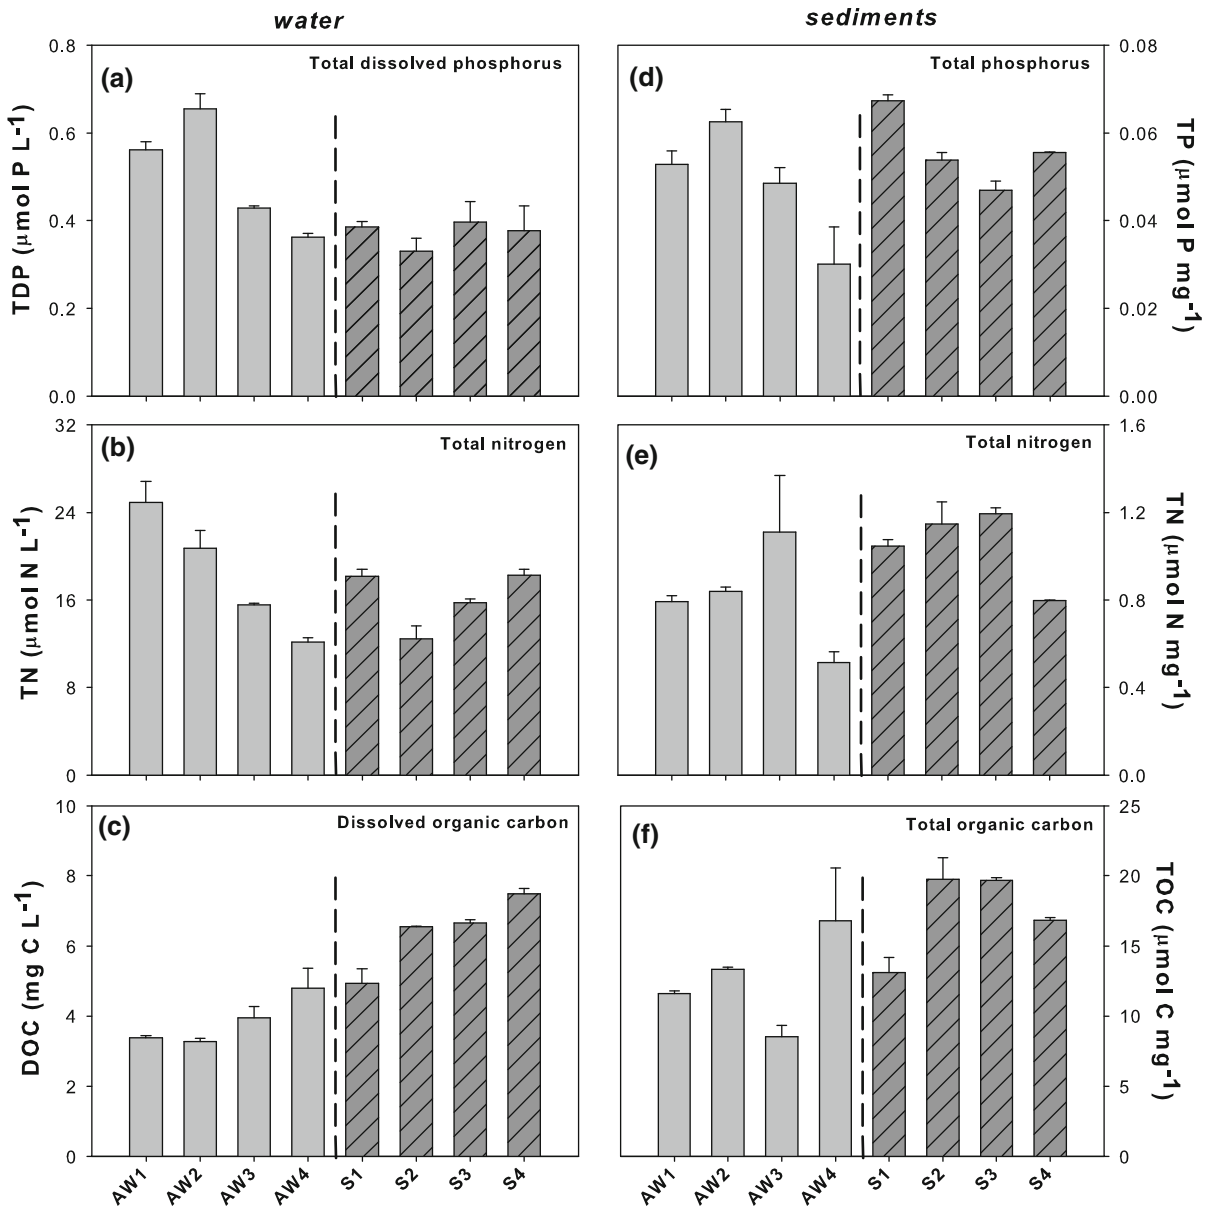 water
sediments
(a)
Total dissolved phosphorus
TDP (μmol P L-1)
0.8
0.6
0.4
0.2
0.0
(d)
Total phosphorus
TP (μmol P mg-1)
0.08
0.06
0.04
0.02
0.00
(b)
Total nitrogen
TN (μmol N L-1)
32
24
16
8
0
(e)
Total nitrogen
TN (μmol N mg-1)
1.6
1.2
0.8
0.4
0.0
(c)
Dissolved organic carbon
DOC (mg C L-1)
10
8
6
4
2
0
AW1
AW2
AW3
AW4
S1
S2
S3
S4
(f)
Total organic carbon
TOC (μmol C mg-1)
25
20
15
10
5
0
AW1
AW2
AW3
AW4
S1
S2
S3
S4